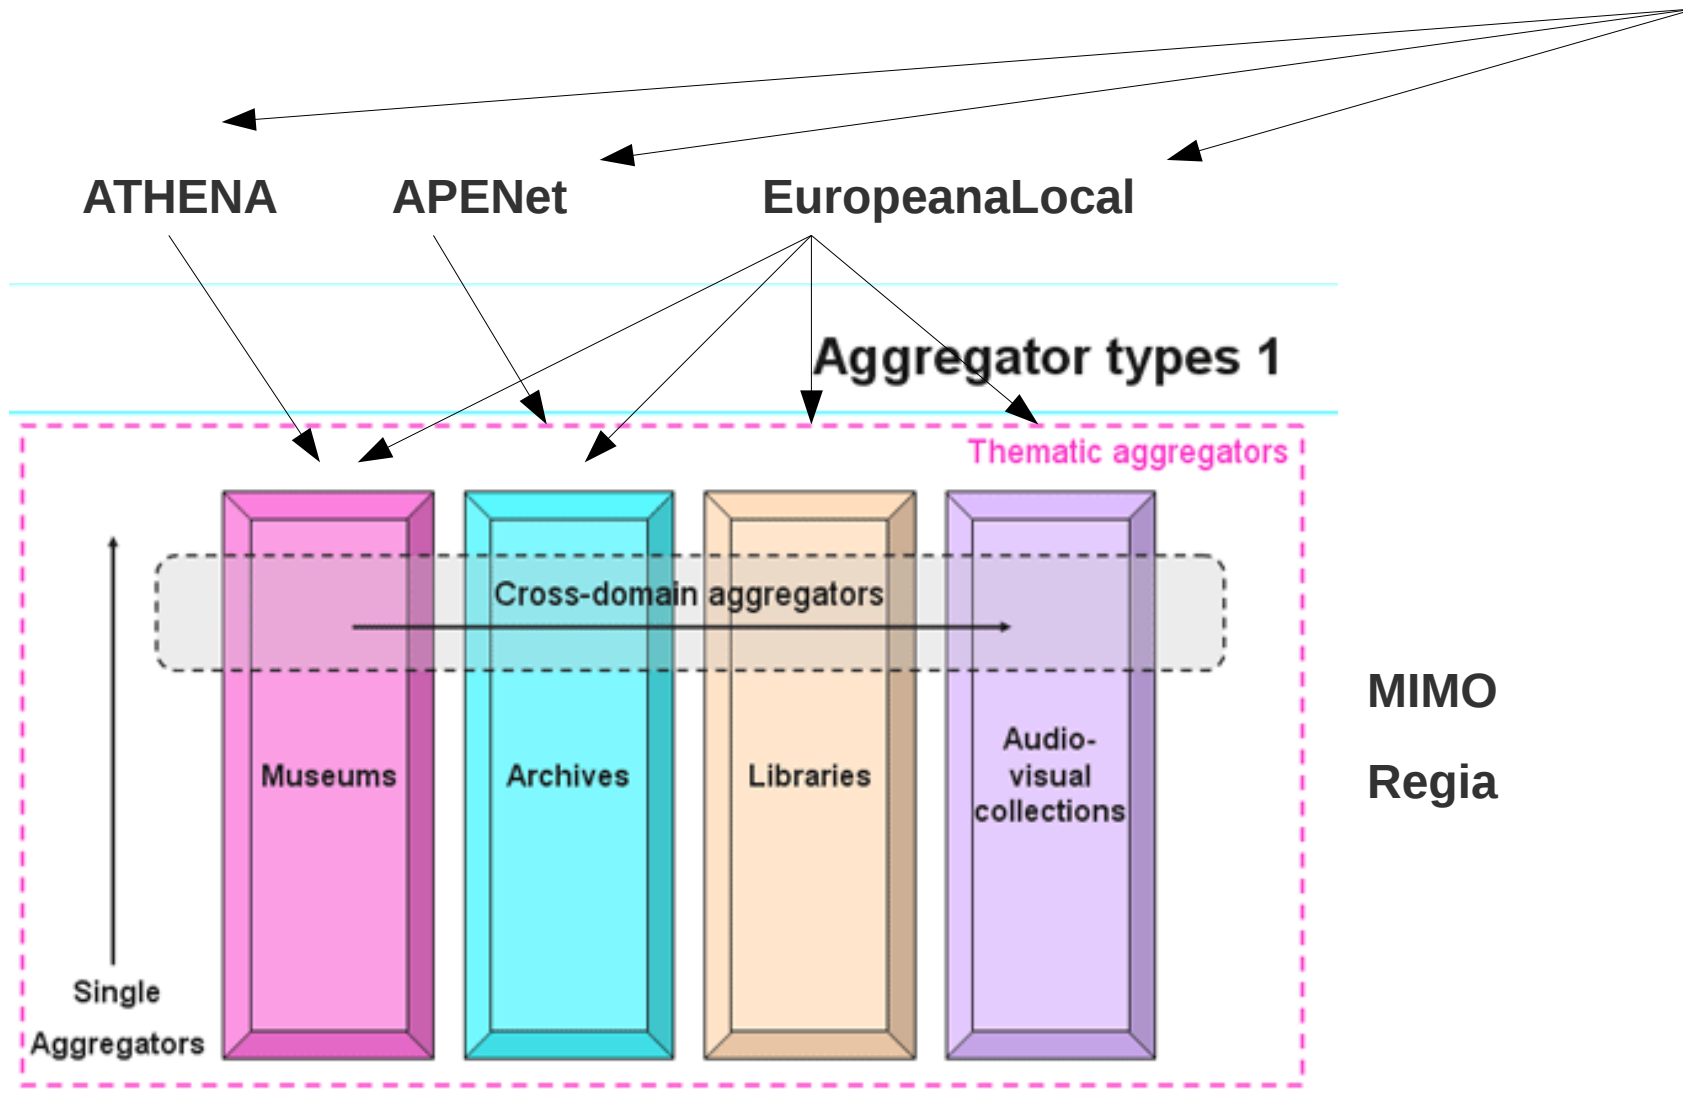 ATHENA
APENet
EuropeanaLocal
Aggregator types 1
Thematic aggregators
Cross-domain aggregators
MIMO
Museums
Archives
Libraries
Audio-
visual
collections
Regia
Single
Aggregators